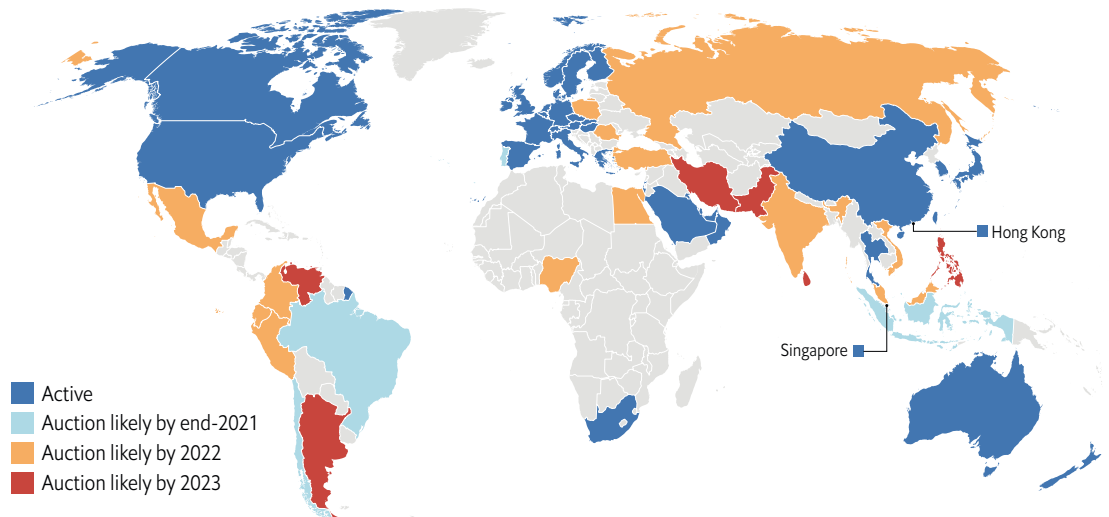 Hong Kong
Singapore
Active
Auction likely by end-2021
Auction likely by 2022
Auction likely by 2023